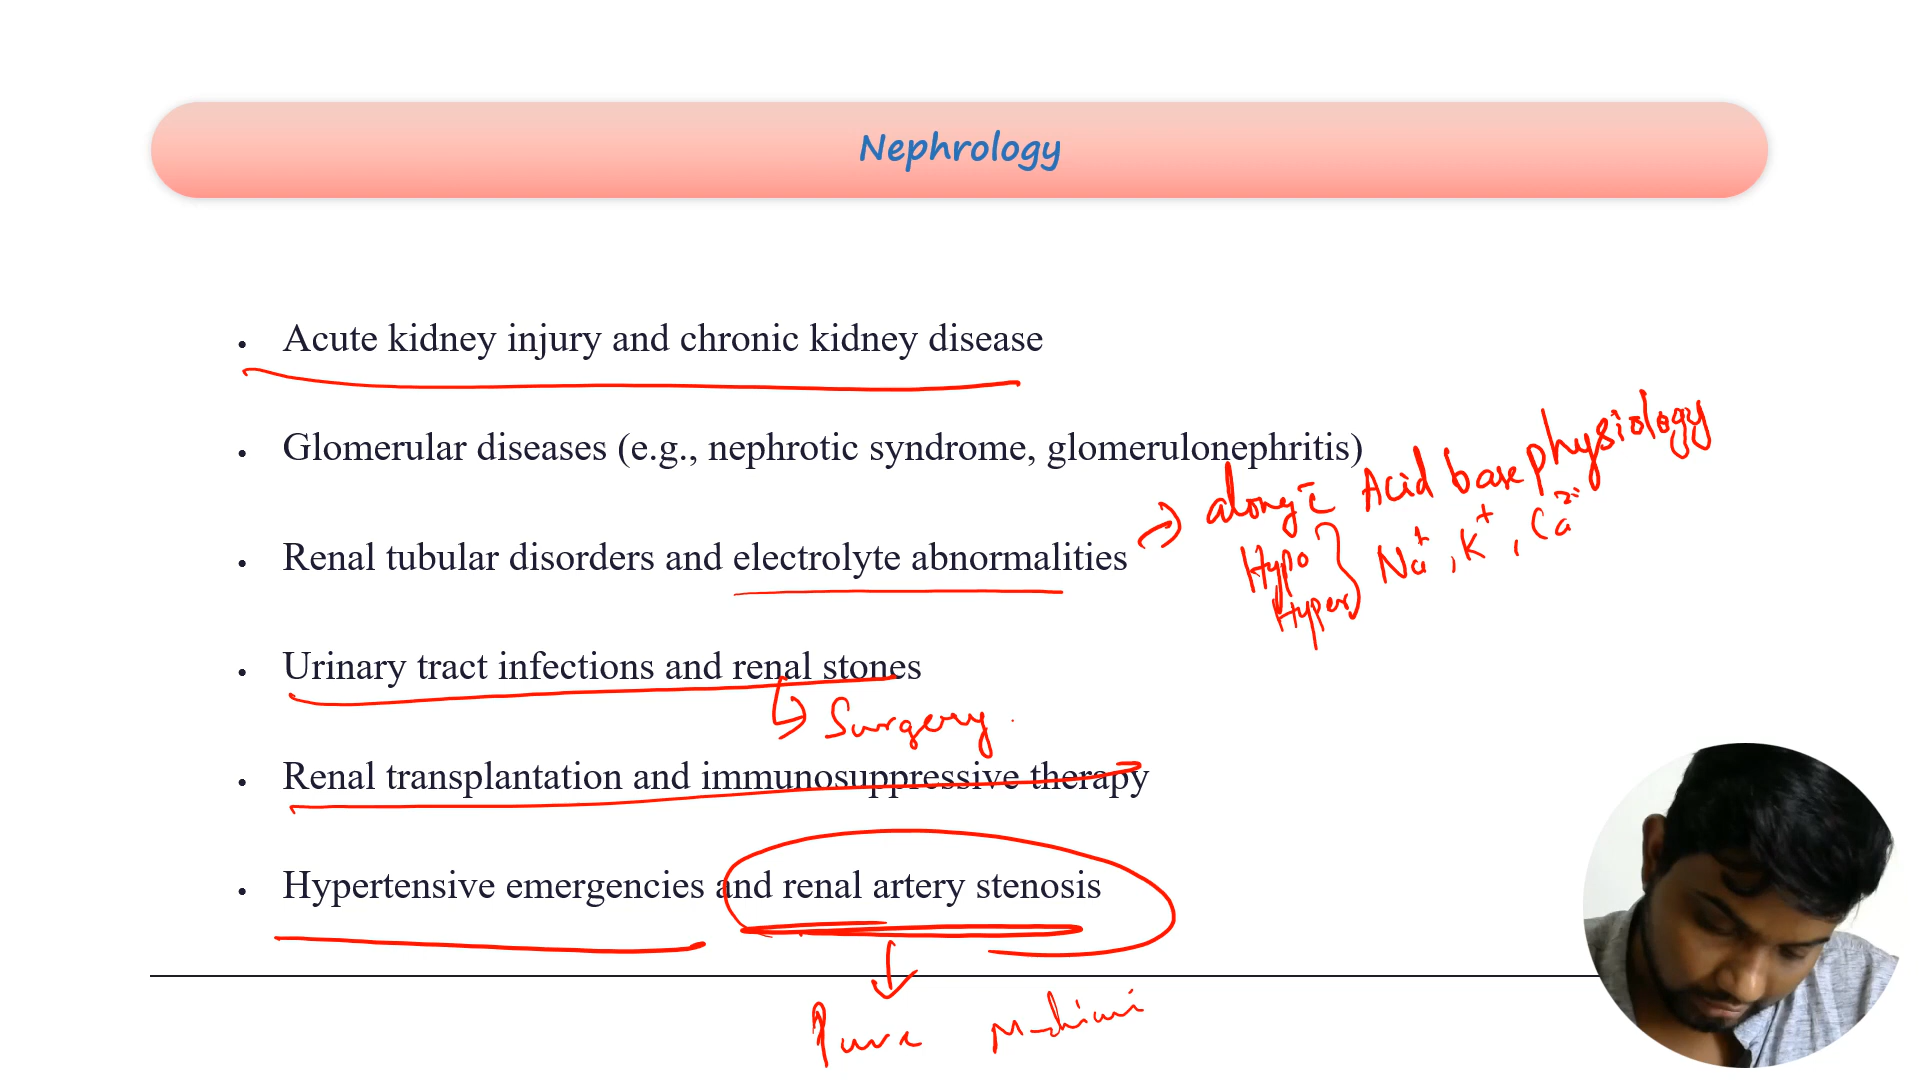 Nephrology
• Acute kidney injury and chronic kidney disease
• Glomerular diseases (e.g., nephrotic syndrome, glomerulonephritis)
→ along c̄ Acid base physiology
• Renal tubular disorders and electrolyte abnormalities
Hypo
Hyper } Na⁺, K⁺, Ca²⁺
• Urinary tract infections and renal stones
↳ Surgery.
• Renal transplantation and immunosuppressive therapy
• Hypertensive emergencies and renal artery stenosis
↓
Pure